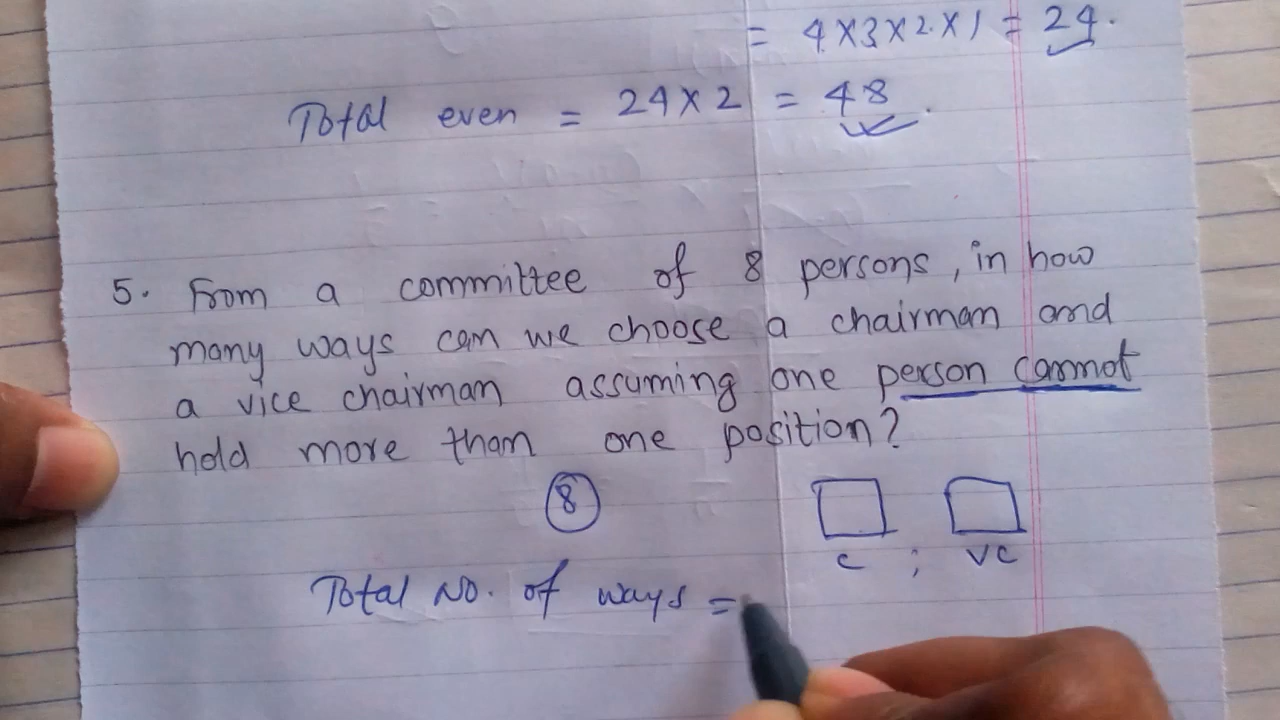 = 4×3×2×1 = 24.
Total even = 24×2 = 48.
5. From a committee of 8 persons, in how
many ways can we choose a chairman and
a vice chairman assuming one person cannot
hold more than one position?
8
C ; VC
Total No. of ways =